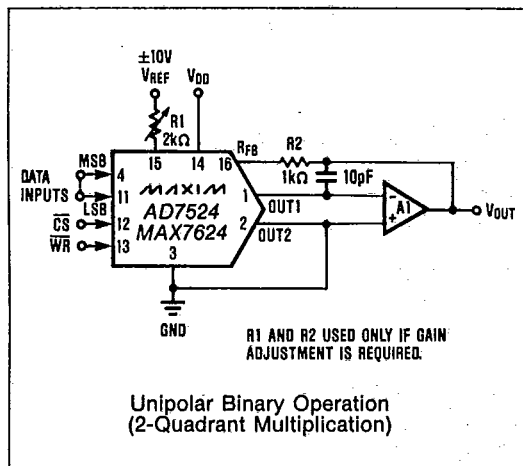 ±10V
VREF
VDD
R1
2kΩ
MSB
DATA
INPUTS
LSB
CS
WR
4
11
12
13
15
14
16
RFB
R2
1kΩ
10pF
MAXIM
AD7524
MAX7624
1
OUT1
2
OUT2
3
-
+
A1
VOUT
GND
R1 AND R2 USED ONLY IF GAIN
ADJUSTMENT IS REQUIRED.
Unipolar Binary Operation
(2-Quadrant Multiplication)